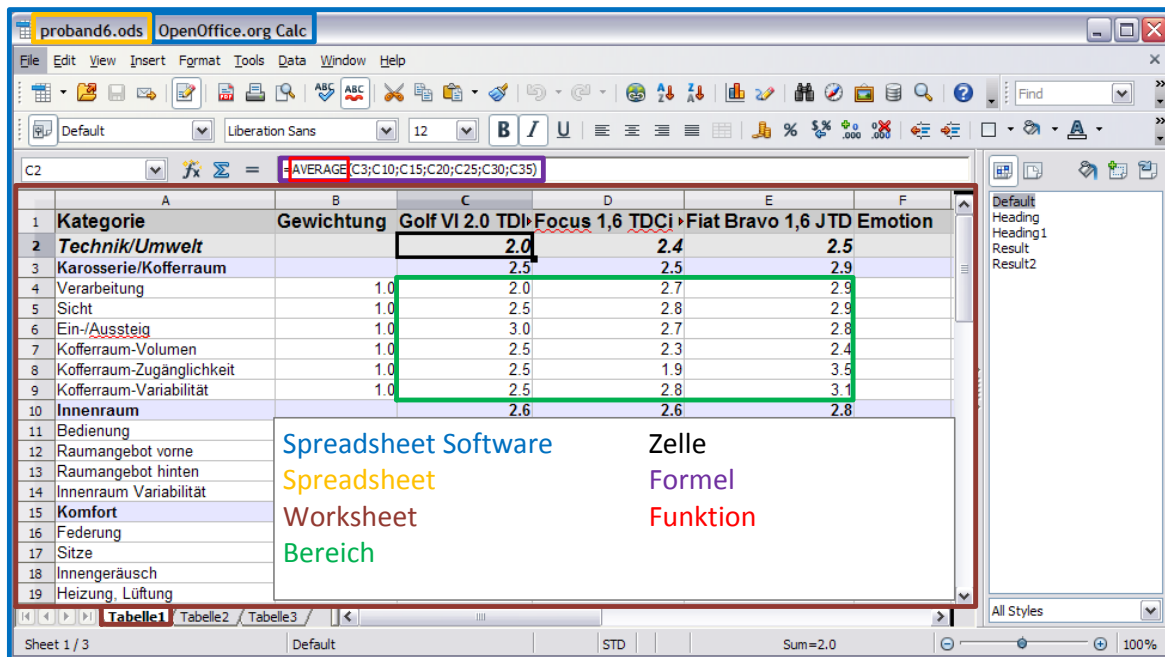 proband6.ods OpenOffice.org Calc
File Edit View Insert Format Tools Data Window Help
ABC ABC Find
Default Liberation Sans 12 B I U
C2 =AVERAGE(C3;C10;C15;C20;C25;C30;C35)
A B C D E F
1 Kategorie Gewichtung Golf VI 2.0 TDI Focus 1,6 TDCi Fiat Bravo 1,6 JTD Emotion
2 Technik/Umwelt 2.0 2.4 2.5
3 Karosserie/Kofferraum 2.5 2.5 2.9
4 Verarbeitung 1.0 2.0 2.7 2.9
5 Sicht 1.0 2.5 2.8 2.9
6 Ein-/Aussteig 1.0 3.0 2.7 2.8
7 Kofferraum-Volumen 1.0 2.5 2.3 2.4
8 Kofferraum-Zugänglichkeit 1.0 2.5 1.9 3.5
9 Kofferraum-Variabilität 1.0 2.5 2.8 3.1
10 Innenraum 2.6 2.6 2.8
11 Bedienung
12 Raumangebot vorne
13 Raumangebot hinten
14 Innenraum Variabilität
15 Komfort
16 Federung
17 Sitze
18 Innengeräusch
19 Heizung, Lüftung
Spreadsheet Software Zelle
Spreadsheet Formel
Worksheet Funktion
Bereich
Default
Heading
Heading1
Result
Result2
All Styles
Tabelle1 Tabelle2 Tabelle3
Sheet 1 / 3 Default STD Sum=2.0 100%